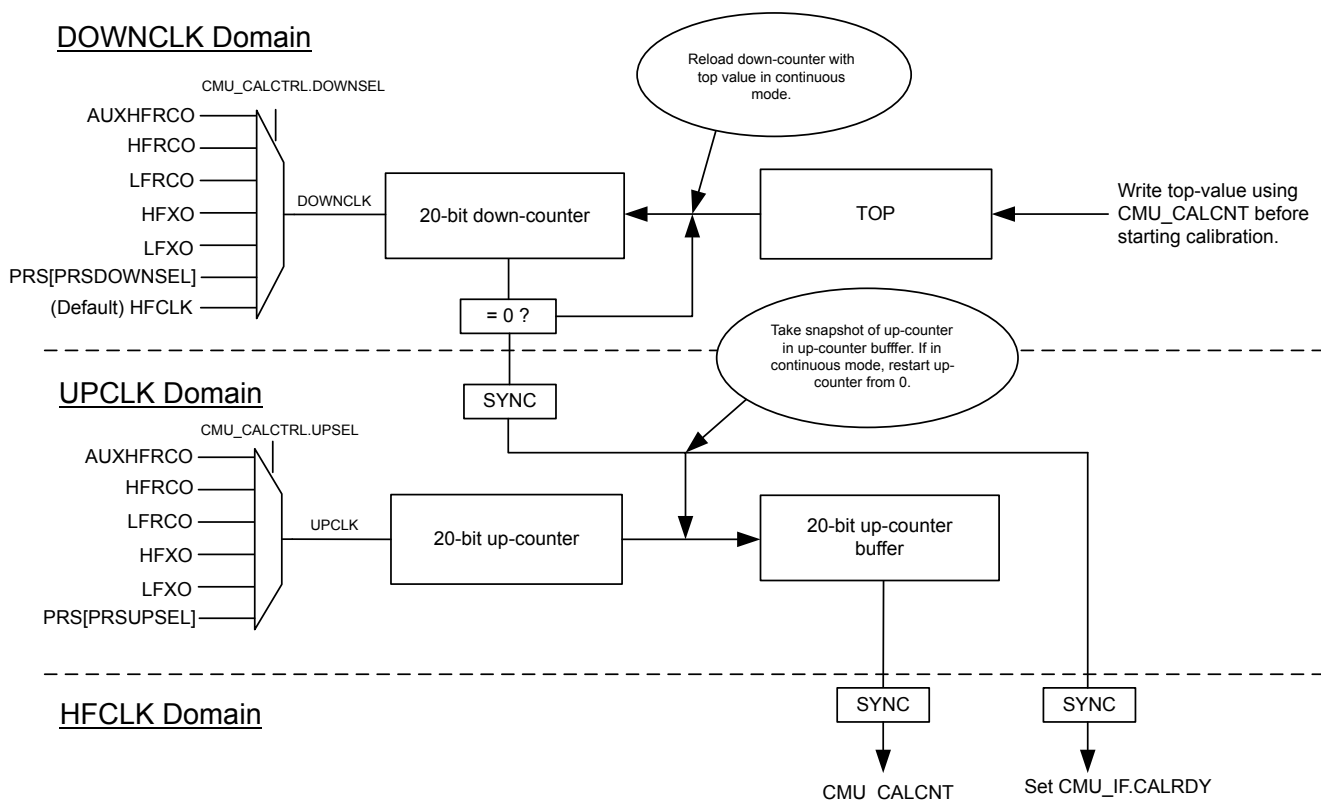 DOWNCLK Domain
CMU_CALCTRL.DOWNSEL
AUXHFRCO
HFRCO
LFRCO
HFXO
LFXO
PRS[PRSDOWNSEL]
(Default) HFCLK
DOWNCLK
20-bit down-counter
= 0 ?
Reload down-counter with
top value in continuous
mode.
TOP
Write top-value using
CMU_CALCNT before
starting calibration.
UPCLK Domain
SYNC
Take snapshot of up-counter
in up-counter bufffer. If in
continuous mode, restart up-
counter from 0.
CMU_CALCTRL.UPSEL
AUXHFRCO
HFRCO
LFRCO
HFXO
LFXO
PRS[PRSUPSEL]
UPCLK
20-bit up-counter
20-bit up-counter
buffer
HFCLK Domain
SYNC
SYNC
CMU_CALCNT
Set CMU_IF.CALRDY